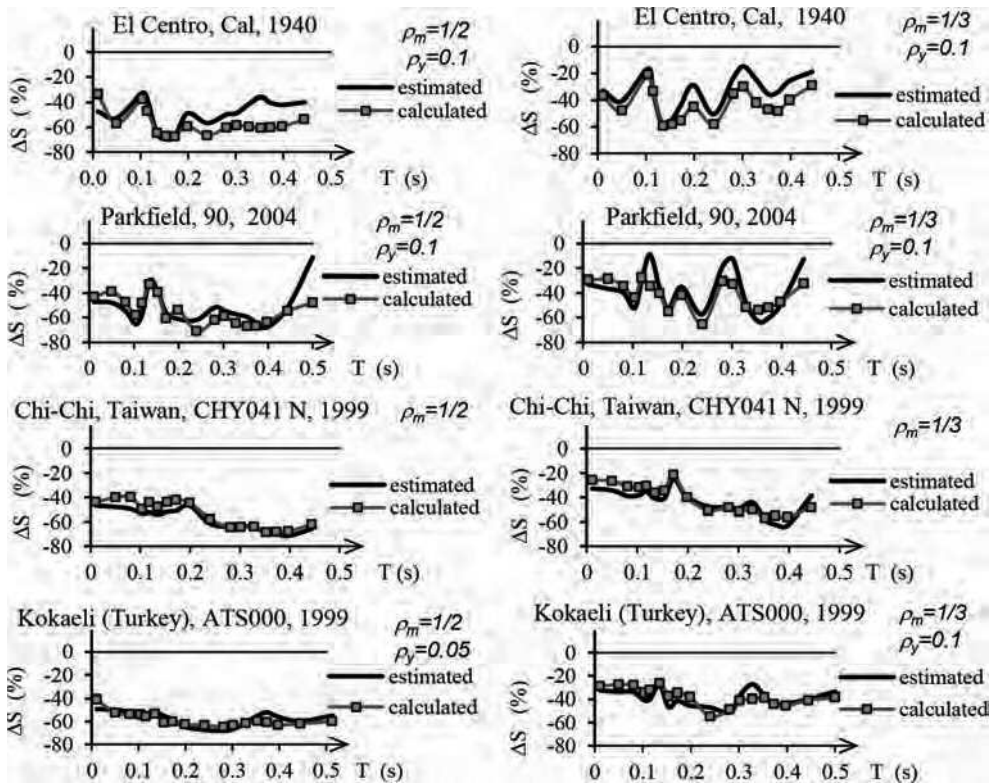 El Centro, Cal, 1940
ρm=1/2
ρy=0.1
ΔS (%)
0
-20
-40
-60
-80
estimated
calculated
0.0 0.1 0.2 0.3 0.4 0.5
T (s)
El Centro, Cal, 1940
ρm=1/3
ρy=0.1
ΔS (%)
0
-20
-40
-60
-80
estimated
calculated
0.0 0.1 0.2 0.3 0.4 0.5
T (s)
Parkfield, 90, 2004
ρm=1/2
ρy=0.1
ΔS (%)
0
-20
-40
-60
-80
estimated
calculated
0.0 0.1 0.2 0.3 0.4 0.5
T (s)
Parkfield, 90, 2004
ρm=1/3
ρy=0.1
ΔS (%)
0
-20
-40
-60
-80
estimated
calculated
0.0 0.1 0.2 0.3 0.4 0.5
T (s)
Chi-Chi, Taiwan, CHY041 N, 1999
ρm=1/2
ΔS (%)
0
-20
-40
-60
-80
estimated
calculated
0.0 0.1 0.2 0.3 0.4 0.5
T (s)
Chi-Chi, Taiwan, CHY041 N, 1999
ρm=1/3
ΔS (%)
0
-20
-40
-60
-80
estimated
calculated
0.0 0.1 0.2 0.3 0.4 0.5
T (s)
Kokaeli (Turkey), ATS000, 1999
ρm=1/2
ρy=0.05
ΔS (%)
0
-20
-40
-60
-80
estimated
calculated
0.0 0.1 0.2 0.3 0.4 0.5
T (s)
Kokaeli (Turkey), ATS000, 1999
ρm=1/3
ρy=0.1
ΔS (%)
0
-20
-40
-60
-80
estimated
calculated
0.0 0.1 0.2 0.3 0.4 0.5
T (s)